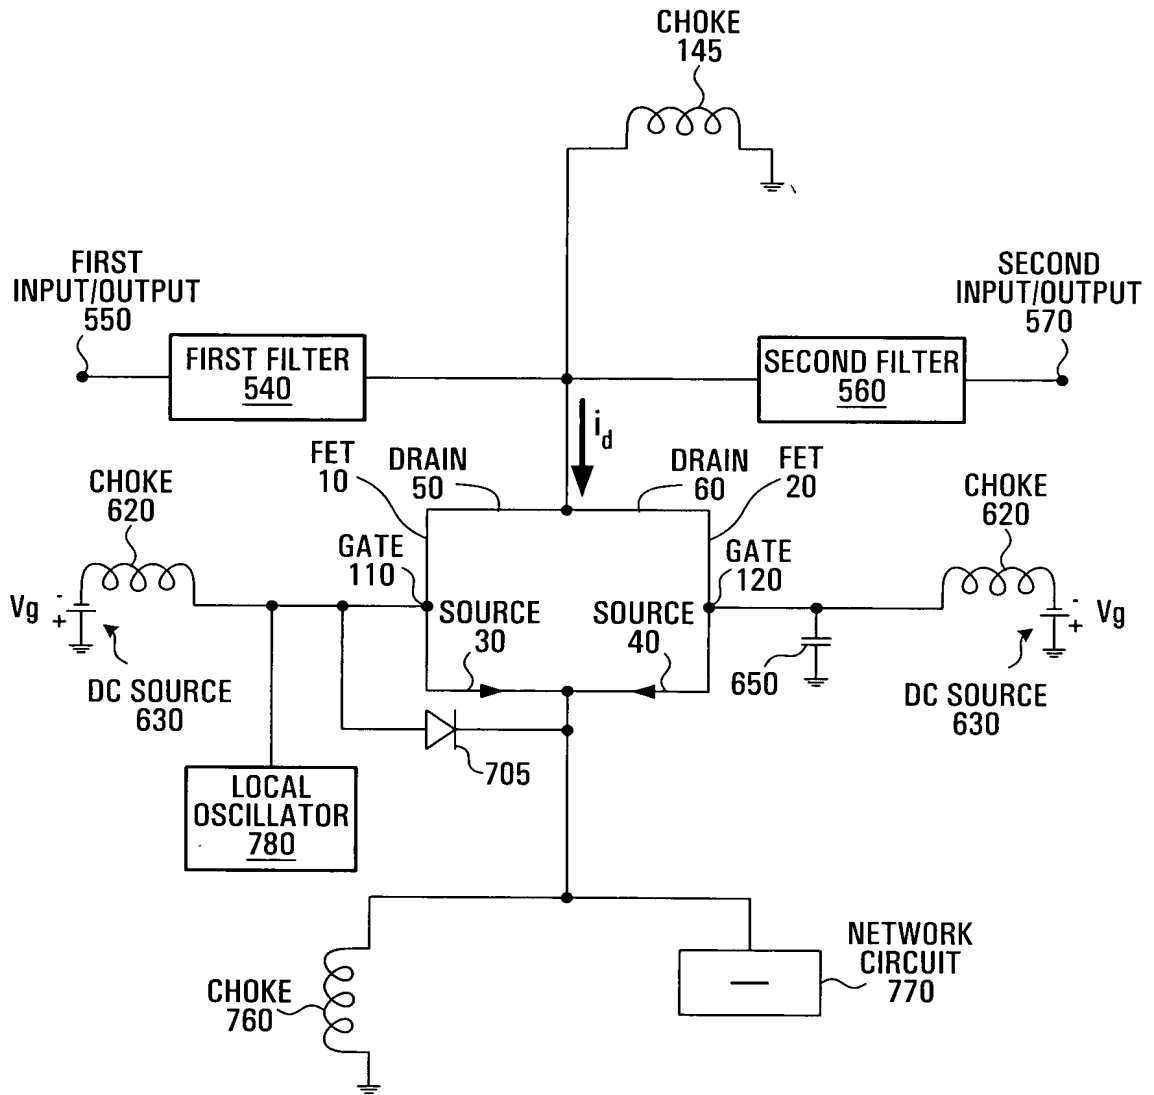 CHOKE
145
FIRST
INPUT/OUTPUT
550
SECOND
INPUT/OUTPUT
570
FIRST FILTER
540
SECOND FILTER
560
id
FET
10
DRAIN
50
DRAIN
60
FET
20
CHOKE
620
CHOKE
620
GATE
110
GATE
120
Vg
-
+
SOURCE
30
SOURCE
40
-
+
Vg
650
DC SOURCE
630
DC SOURCE
630
705
LOCAL
OSCILLATOR
780
NETWORK
CIRCUIT
770
CHOKE
760